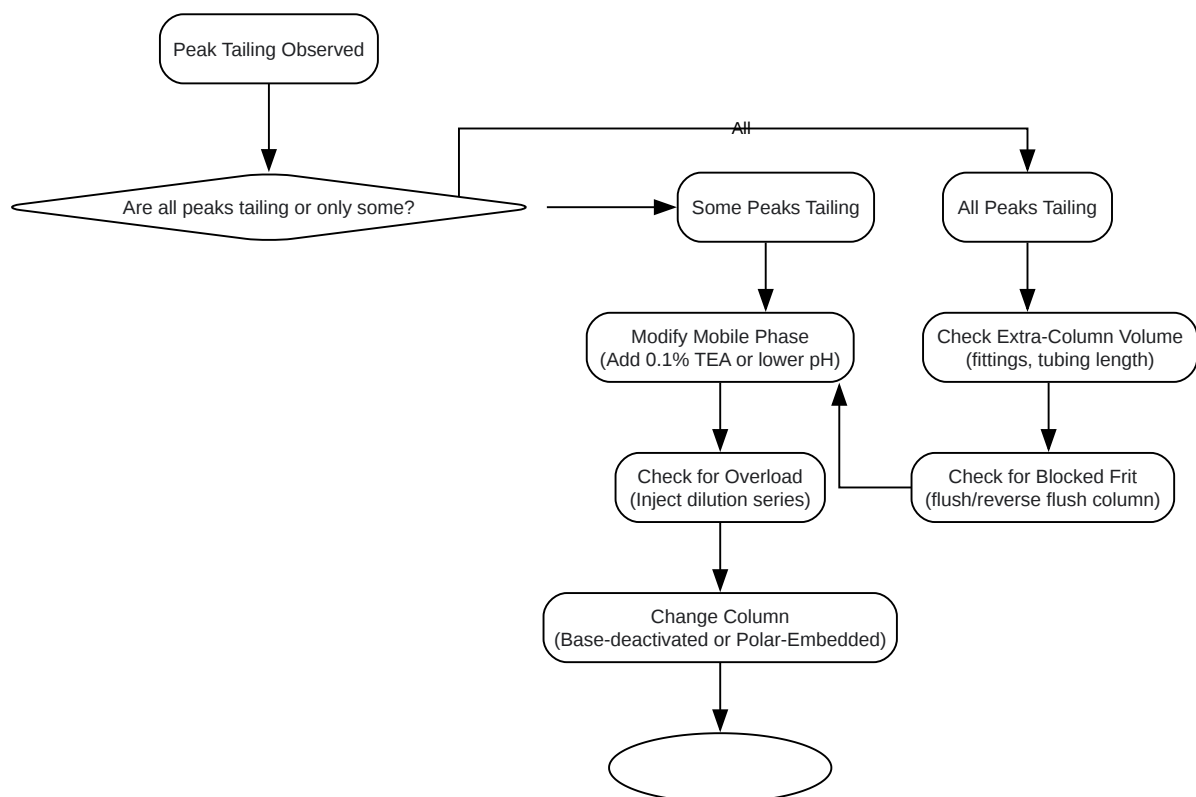 Peak Tailing Observed
All
Are all peaks tailing or only some?
Some Peaks Tailing
All Peaks Tailing
Modify Mobile Phase
(Add 0.1% TEA or lower pH)
Check Extra-Column Volume
(fittings, tubing length)
Check for Overload
(Inject dilution series)
Check for Blocked Frit
(flush/reverse flush column)
Change Column
(Base-deactivated or Polar-Embedded)